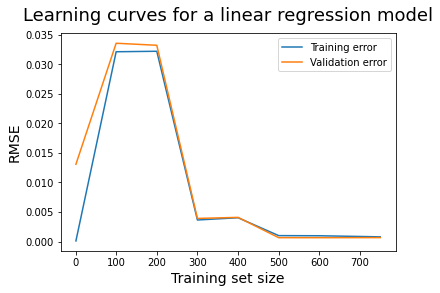 Learning curves for a linear regression model
0.035
0.030
0.025
0.020
0.015
0.010
0.005
0.000
RMSE
Training error
Validation error
0 100 200 300 400 500 600 700
Training set size